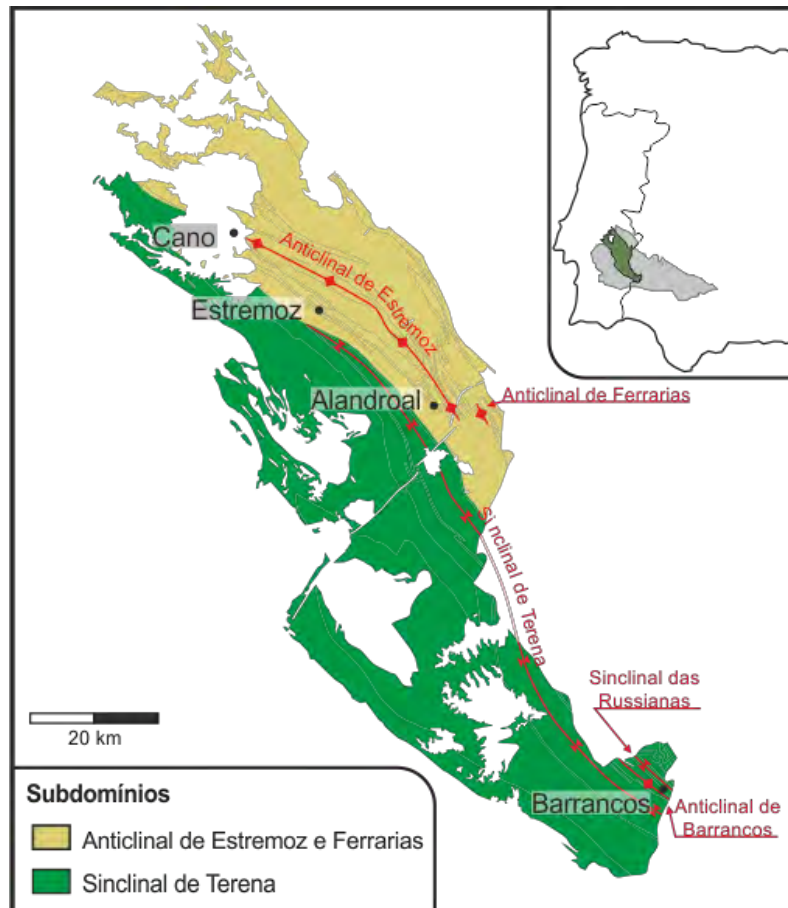 Cano
Anticlinal de Estremoz
Estremoz
Alandroal
Anticlinal de Ferrarias
Sinclinal de Terena
Sinclinal das
Russianas
20 km
Barrancos
Anticlinal de
Barrancos
Subdomínios
Anticlinal de Estremoz e Ferrarias
Sinclinal de Terena